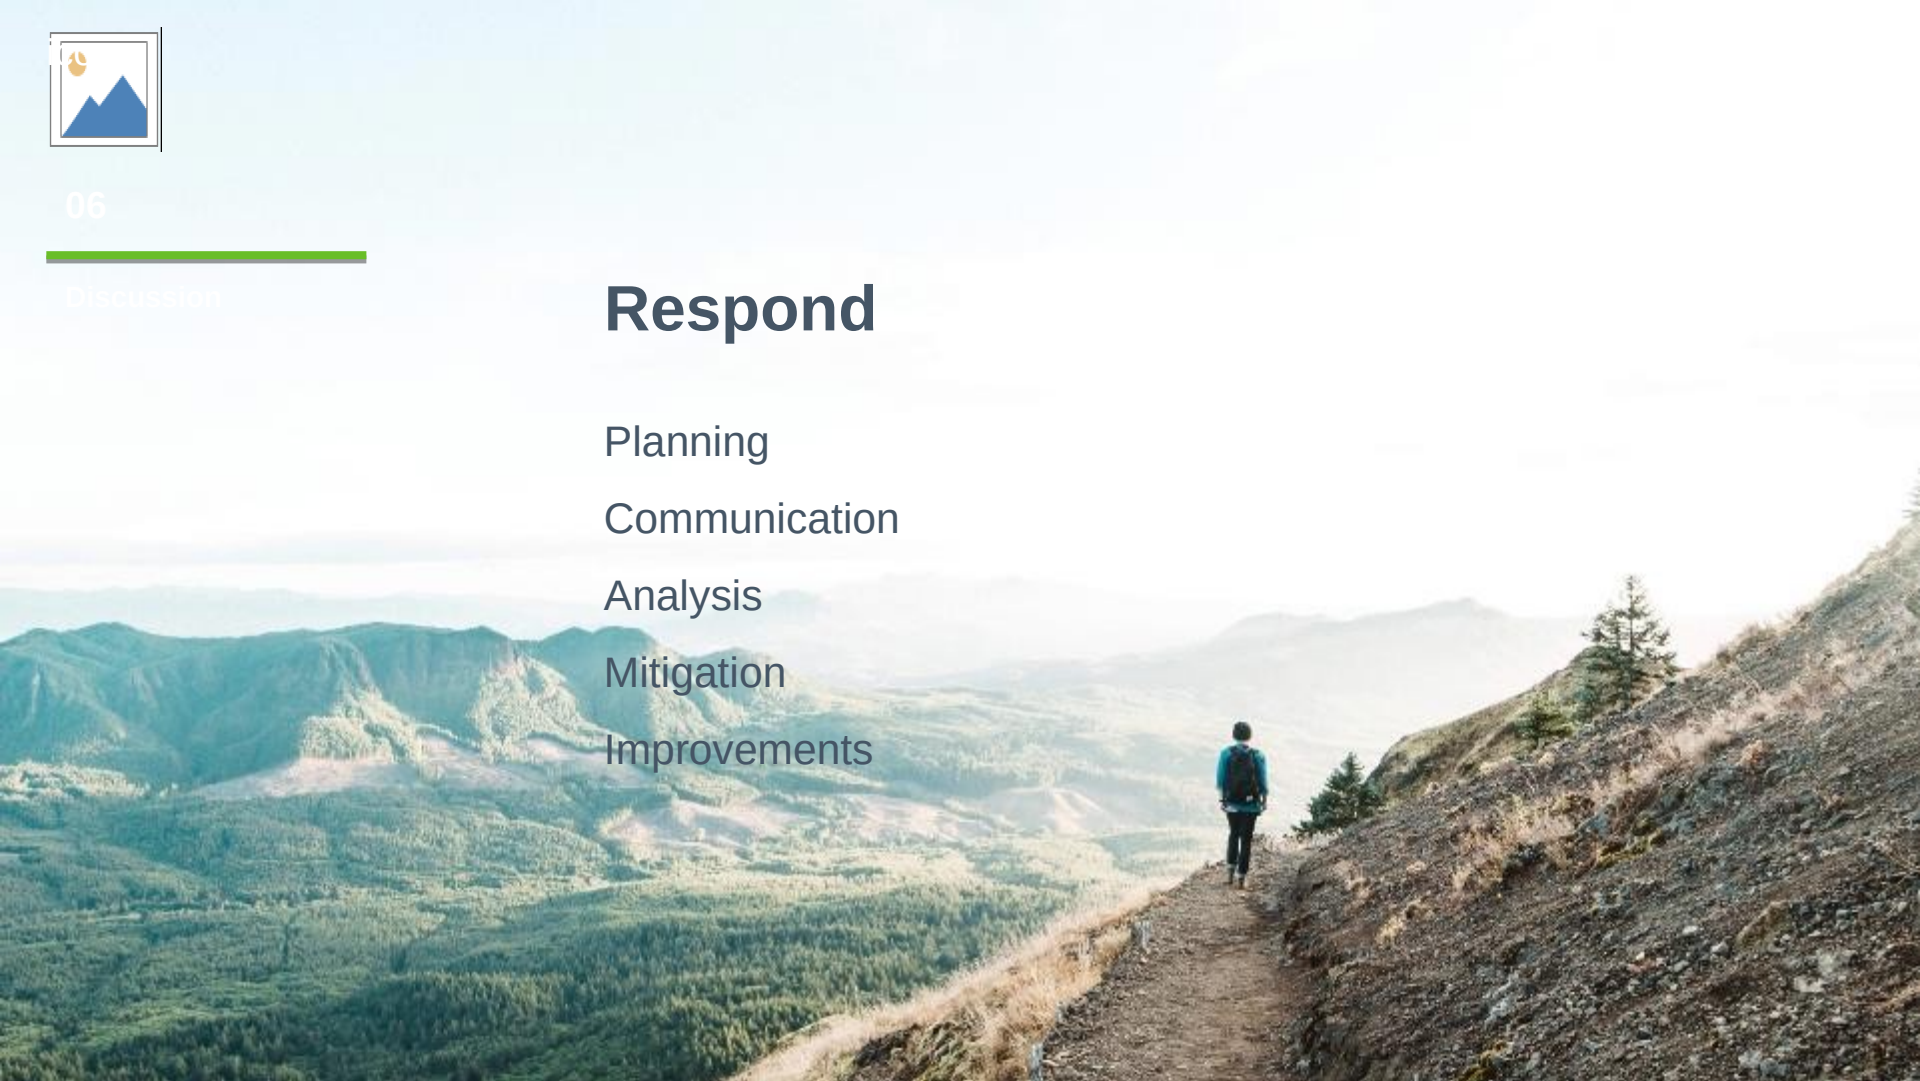 06
Discussion
Respond
Planning
Communication
Analysis
Mitigation
Improvements